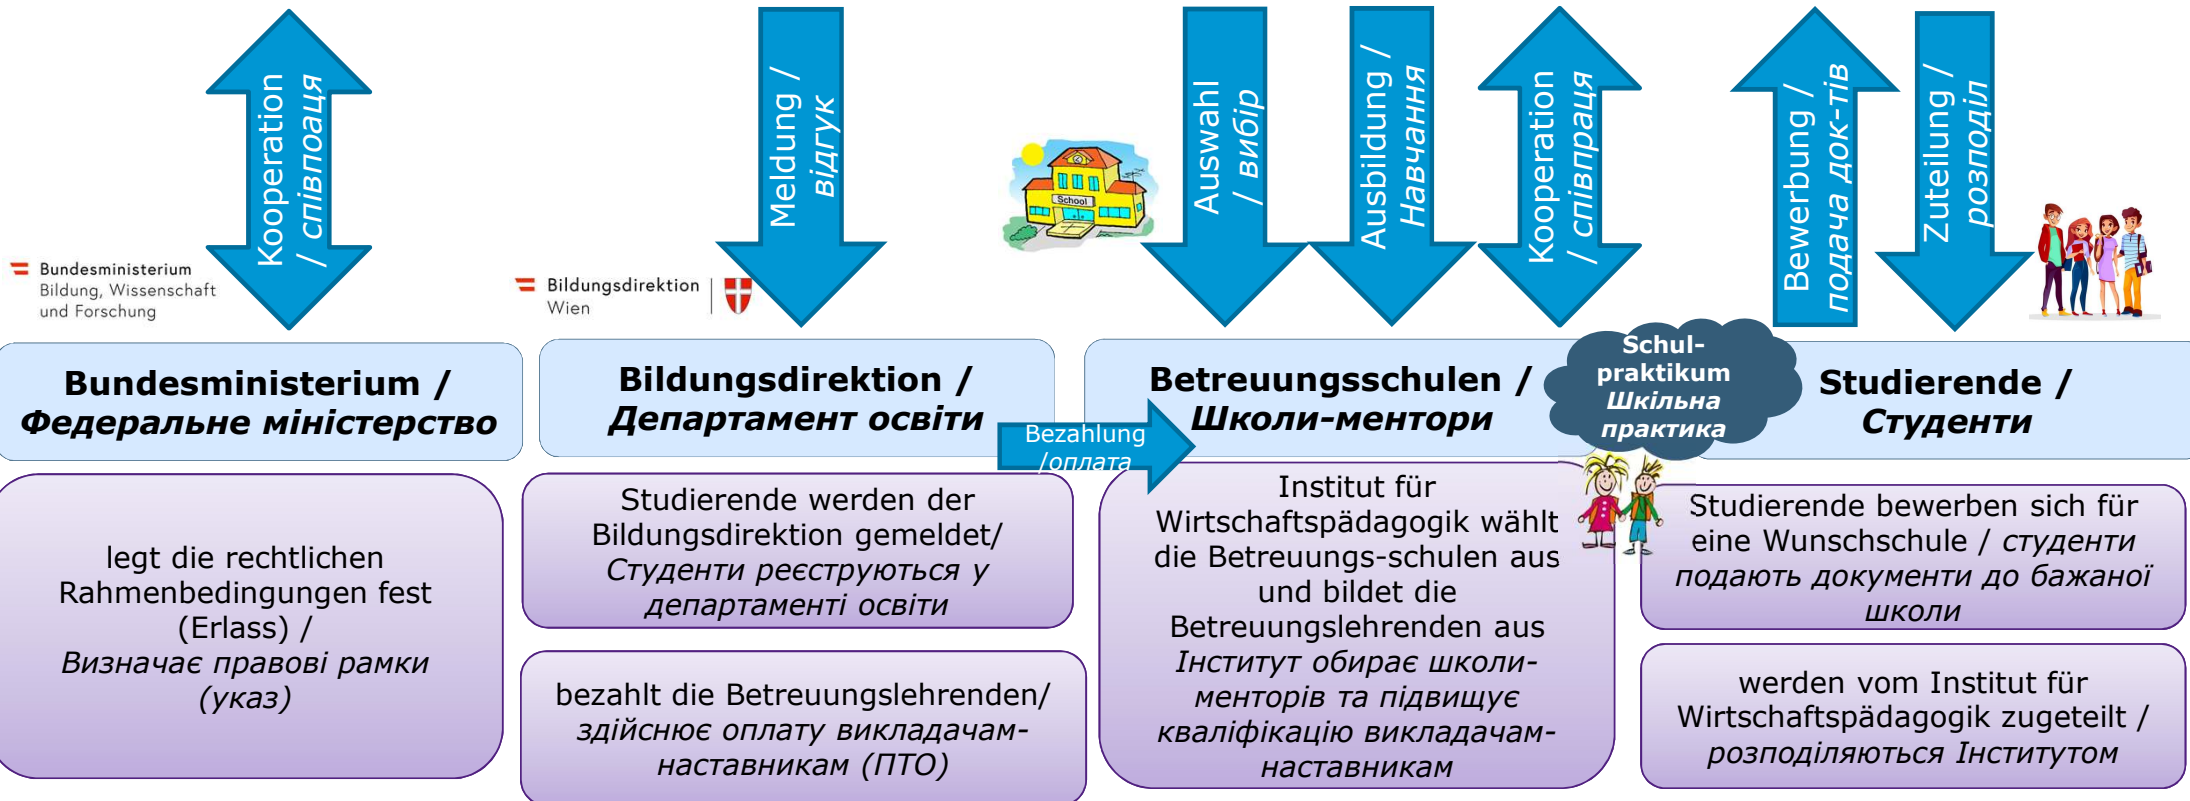 Kooperation
/ співпоаця
Meldung /
відгук
Auswahl
/ вибір
Ausbildung /
Навчання
Kooperation
/ співпраця
Bewerbung /
подача док-тів
Zuteilung /
розподіл
School
Bundesministerium
Bildung, Wissenschaft
und Forschung
Bildungsdirektion
Wien
Bundesministerium /
Федеральне міністерство
Bildungsdirektion /
Департамент освіти
Bezahlung
/оплата
Betreuungsschulen /
Школи-ментори
Schul-
praktikum
Шкільна
практика
Studierende /
Студенти
legt die rechtlichen
Rahmenbedingungen fest
(Erlass) /
Визначає правові рамки
(указ)
Studierende werden der
Bildungsdirektion gemeldet/
Студенти реєструються у
департаменті освіти
bezahlt die Betreuungslehrenden/
здійснює оплату викладачам-
наставникам (ПТО)
Institut für
Wirtschaftspädagogik wählt
die Betreuungs-schulen aus
und bildet die
Betreuungslehrenden aus
Інститут обирає школи-
менторів та підвищує
кваліфікацію викладачам-
наставникам
Studierende bewerben sich für
eine Wunschschule / студенти
подають документи до бажаної
школи
werden vom Institut für
Wirtschaftspädagogik zugeteilt /
розподіляються Інститутом